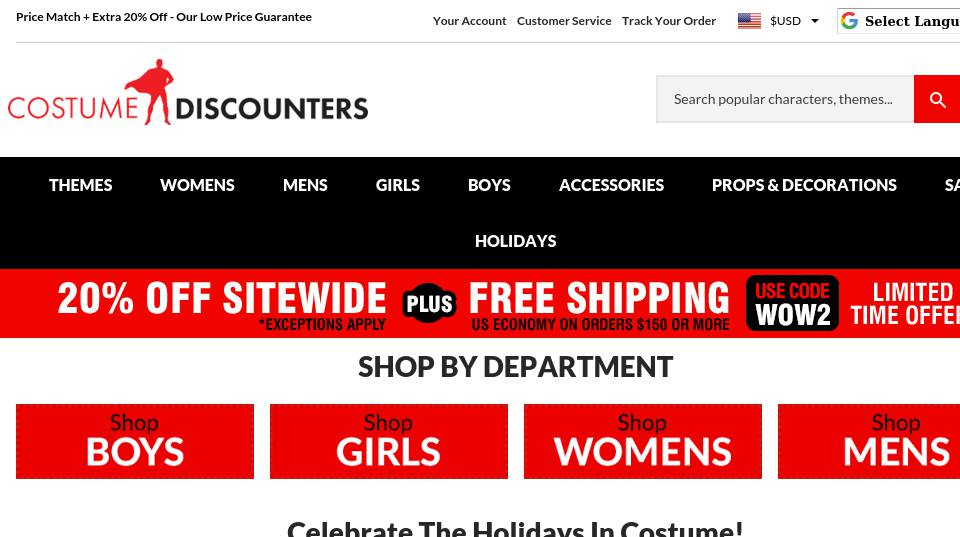 Price Match + Extra 20% Off - Our Low Price Guarantee
Your Account Customer Service Track Your Order $USD Select Langu
COSTUME DISCOUNTERS
Search popular characters, themes...
THEMES WOMENS MENS GIRLS BOYS ACCESSORIES PROPS & DECORATIONS SA
HOLIDAYS
20% OFF SITEWIDE PLUS FREE SHIPPING USE CODE LIMITED
*EXCEPTIONS APPLY US ECONOMY ON ORDERS $150 OR MORE WOW2 TIME OFFE
SHOP BY DEPARTMENT
Shop Shop Shop Shop
BOYS GIRLS WOMENS MENS
Celebrate The Holidays In Costume!